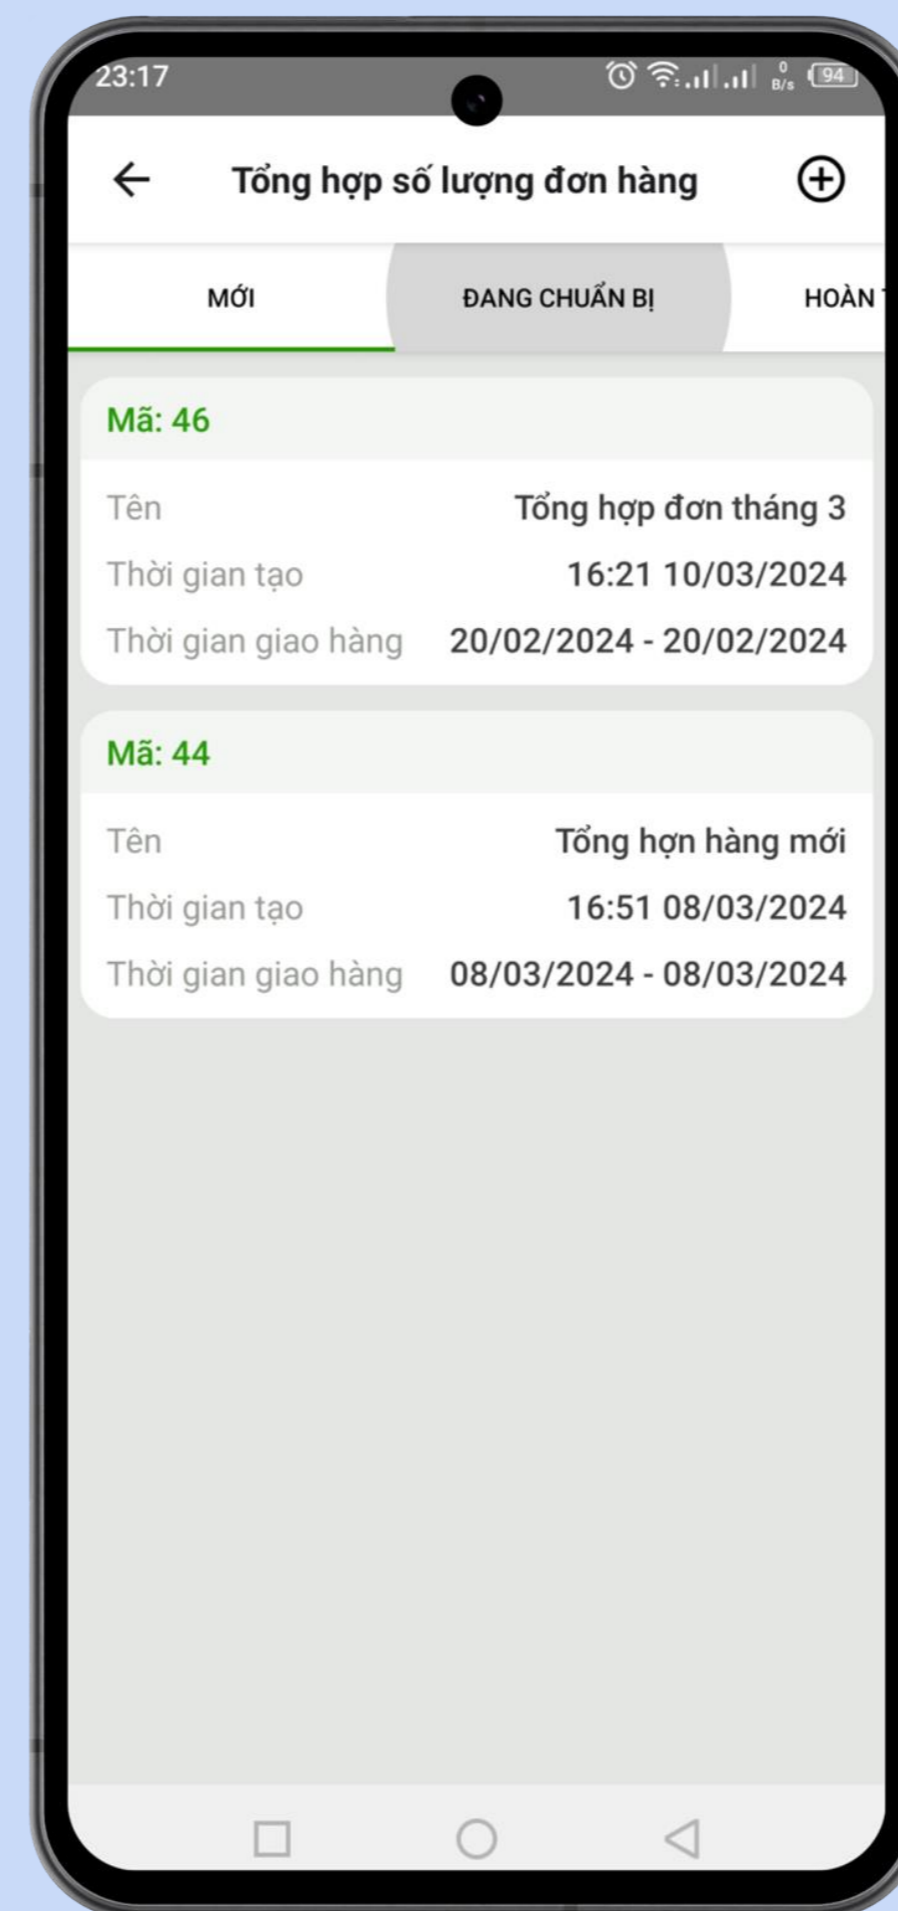 23:17
0 B/s 94
Tổng hợp số lượng đơn hàng
MỚI ĐANG CHUẨN BỊ HOÀN
Mã: 46
Tên Tổng hợp đơn tháng 3
Thời gian tạo 16:21 10/03/2024
Thời gian giao hàng 20/02/2024 - 20/02/2024
Mã: 44
Tên Tổng hợn hàng mới
Thời gian tạo 16:51 08/03/2024
Thời gian giao hàng 08/03/2024 - 08/03/2024